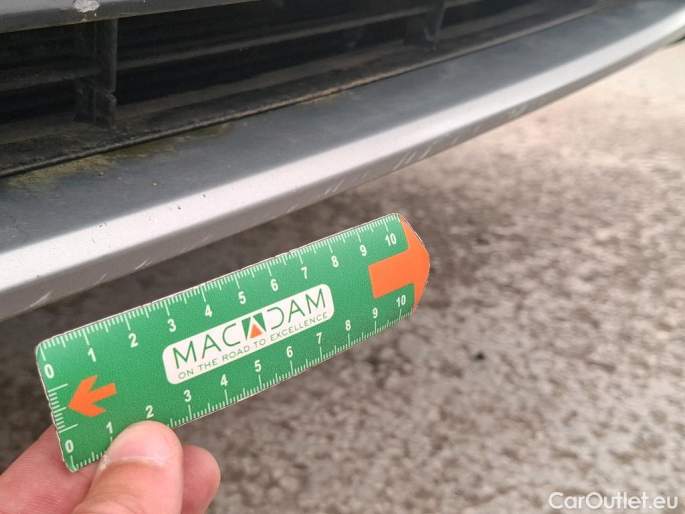 0 1 2 3 4 5 6 7 8 9 10
MACADAM
ON THE ROAD TO EXCELLENCE
0 1 2 3 4 5 6 7 8 9 10
CarOutlet.eu